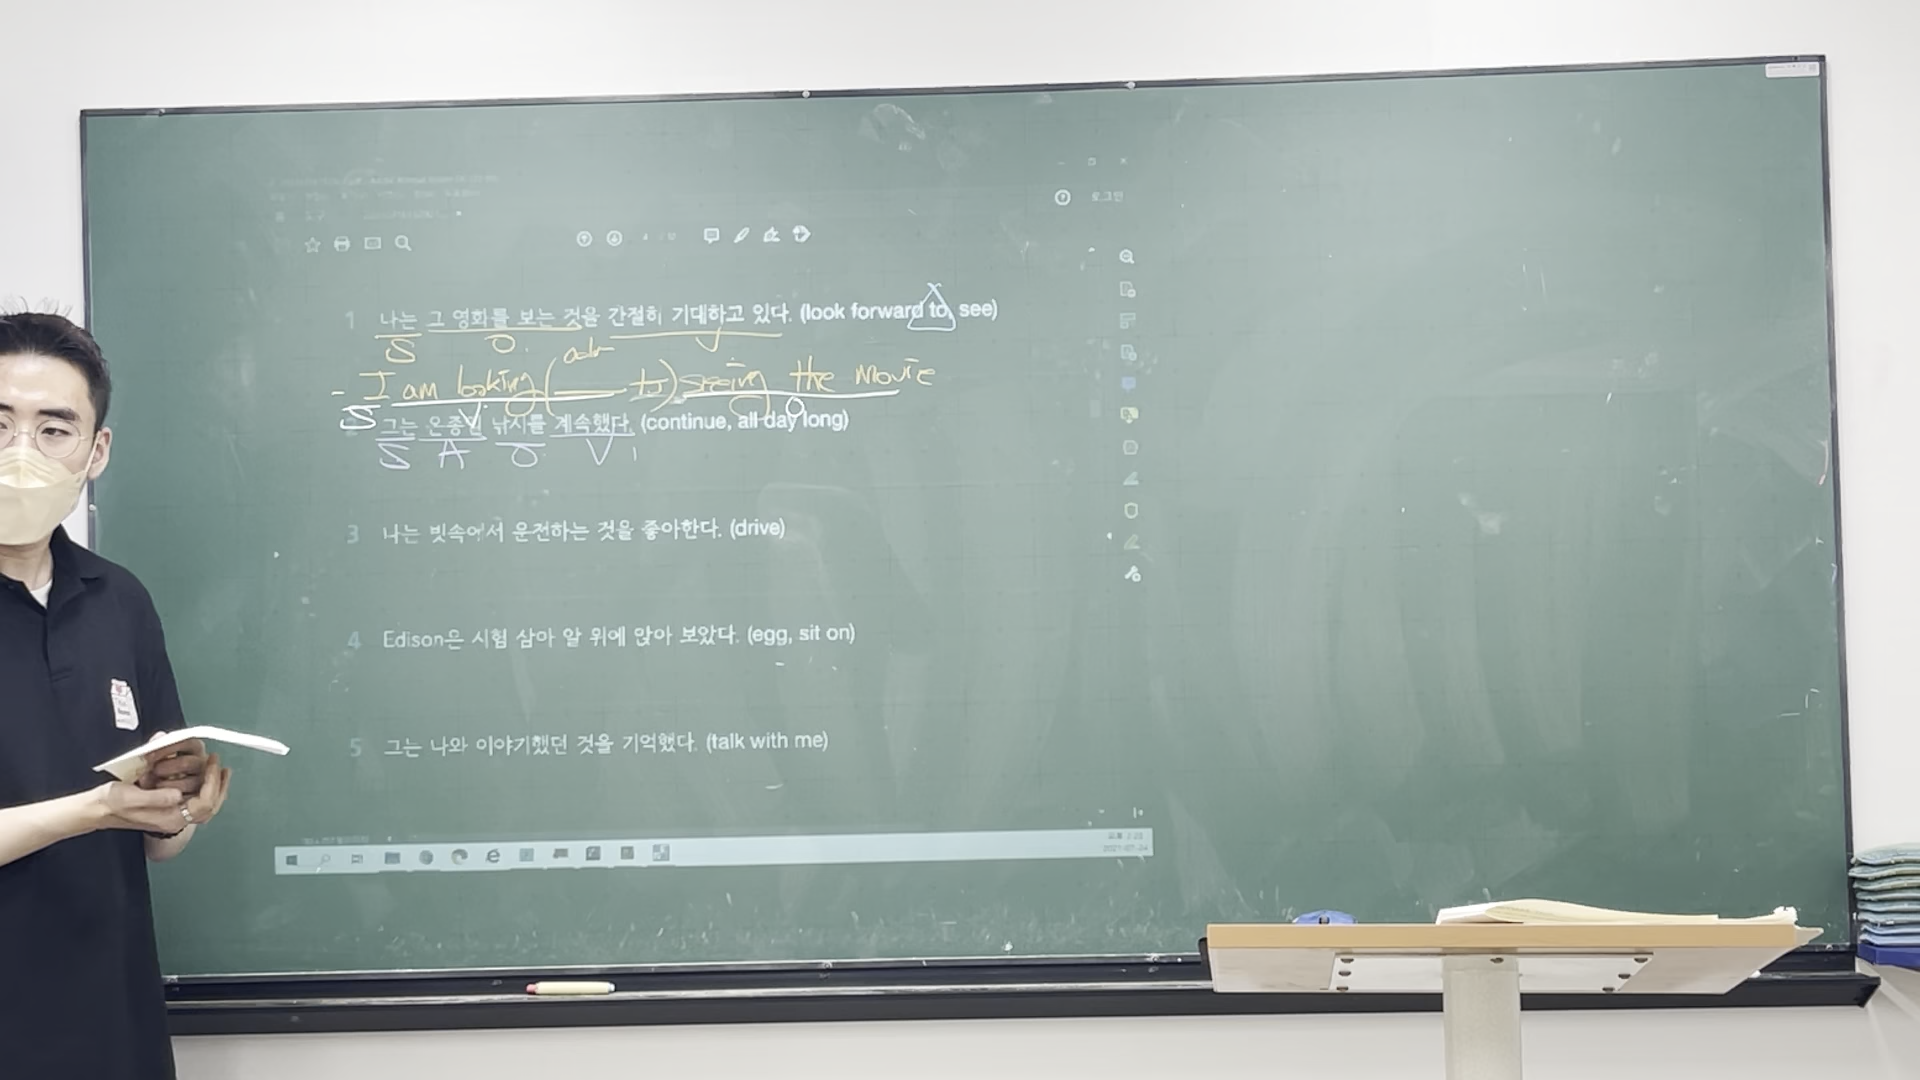 로그인
1 나는 그 영화를 보는 것을 간절히 기대하고 있다. (look forward to, see)
S O V
- I am looking ( to) seeing the movie
S V O
2 그는 온종일 낚시를 계속했다. (continue, all day long)
S A O V
3 나는 빗속에서 운전하는 것을 좋아한다. (drive)
4 Edison은 시험 삼아 알 위에 앉아 보았다. (egg, sit on)
5 그는 나와 이야기했던 것을 기억했다. (talk with me)